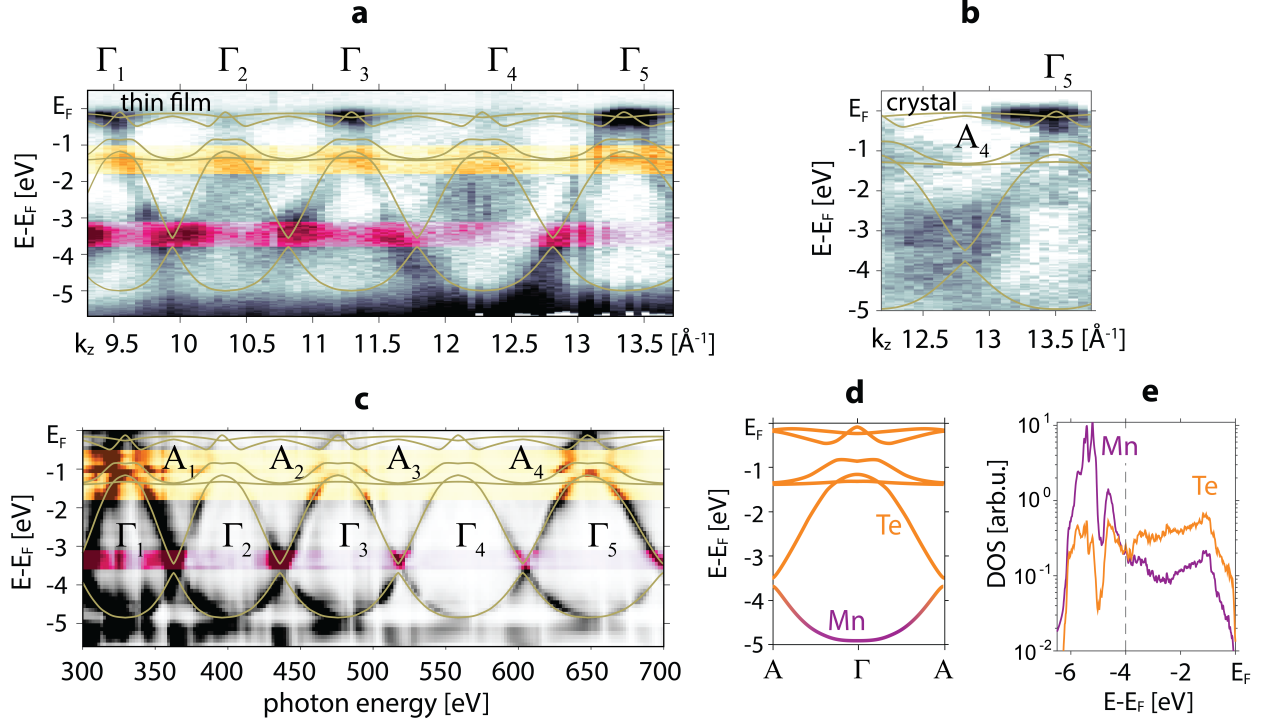 a
b
Γ1 Γ2 Γ3 Γ4 Γ5
Γ5
thin film
crystal
EF
-1
-2
-3
-4
-5
E-EF [eV]
kz 9.5 10 10.5 11 11.5 12 12.5 13 13.5 [Å-1]
EF
A4
-1
-2
-3
-4
-5
E-EF [eV]
kz 12.5 13 13.5 [Å-1]
c
d
e
EF
-1
-2
-3
-4
-5
E-EF [eV]
A1 A2 A3 A4
Γ1 Γ2 Γ3 Γ4 Γ5
300 350 400 450 500 550 600 650 700
photon energy [eV]
EF
-1
-2
-3
-4
-5
E-EF [eV]
Te
Mn
A Γ A
101
100
10-1
10-2
DOS [arb.u.]
Mn
Te
-6 -4 -2 EF
E-EF [eV]